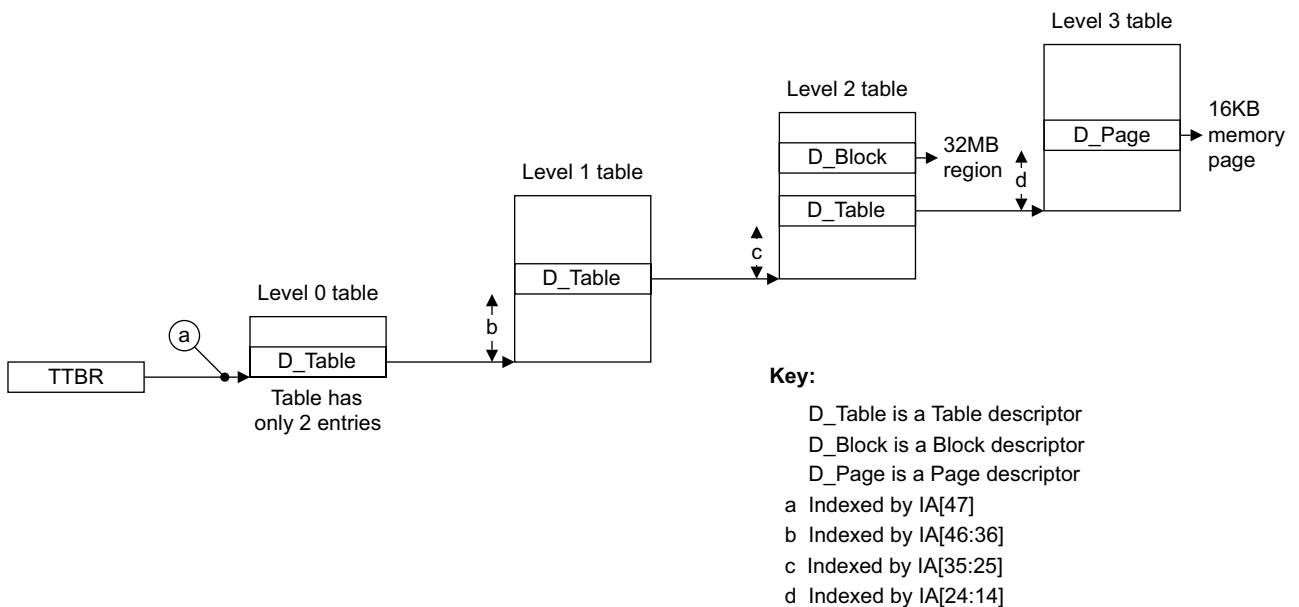 Level 3 table
Level 2 table
16KB
memory
page
D_Page
D_Block
32MB
region
d
Level 1 table
D_Table
c
D_Table
Level 0 table
b
a
D_Table
TTBR
Table has
only 2 entries
Key:
D_Table is a Table descriptor
D_Block is a Block descriptor
D_Page is a Page descriptor
a Indexed by IA[47]
b Indexed by IA[46:36]
c Indexed by IA[35:25]
d Indexed by IA[24:14]